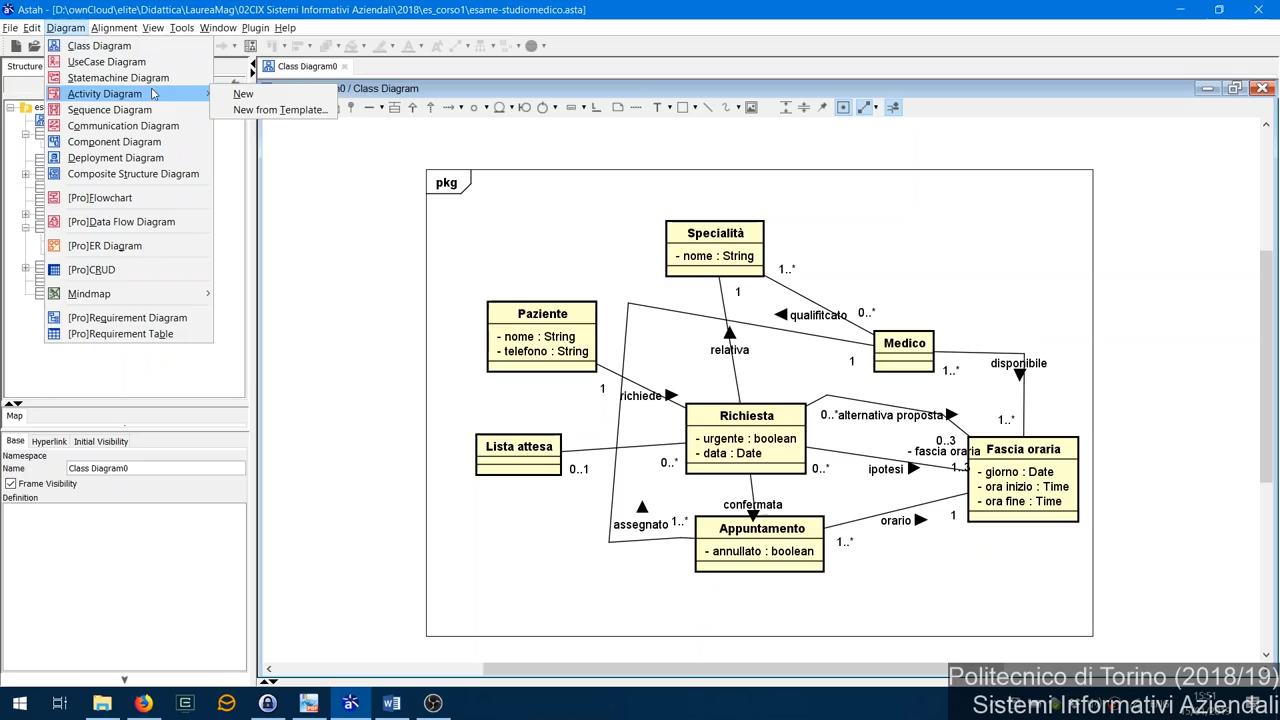 Astah - [D:\ownCloud\elite\Didattica\LaureaMag\02CIX Sistemi Informativi Aziendali\2018\es_corso1\esame-studiomedico.asta]
File Edit Diagram Alignment View Tools Window Plugin Help
Structure
Class Diagram
UseCase Diagram
Statemachine Diagram
Activity Diagram
Sequence Diagram
Communication Diagram
Component Diagram
Deployment Diagram
Composite Structure Diagram
[Pro]Flowchart
[Pro]Data Flow Diagram
[Pro]ER Diagram
[Pro]CRUD
Mindmap
[Pro]Requirement Diagram
[Pro]Requirement Table
New
New from Template...
Class Diagram0
/ Class Diagram
pkg
Specialità
- nome : String
1..*
1
qualifitcato
0..*
relativa
Paziente
- nome : String
- telefono : String
1
richiede
Medico
1
1..*
disponibile
1..*
Richiesta
- urgente : boolean
- data : Date
0..*
alternativa proposta
0..3
- fascia oraria
Lista attesa
0..1
0..*
0..*
ipotesi
1..3
Fascia oraria
- giorno : Date
- ora inizio : Time
- ora fine : Time
confermata
assegnato
1..*
Appuntamento
- annullato : boolean
orario
1
1..*
Map
Base Hyperlink Initial Visibility
Namespace
Name Class Diagram0
Frame Visibility
Definition
Politecnico di Torino (2018/19)
Sistemi Informativi Aziendali
15:51